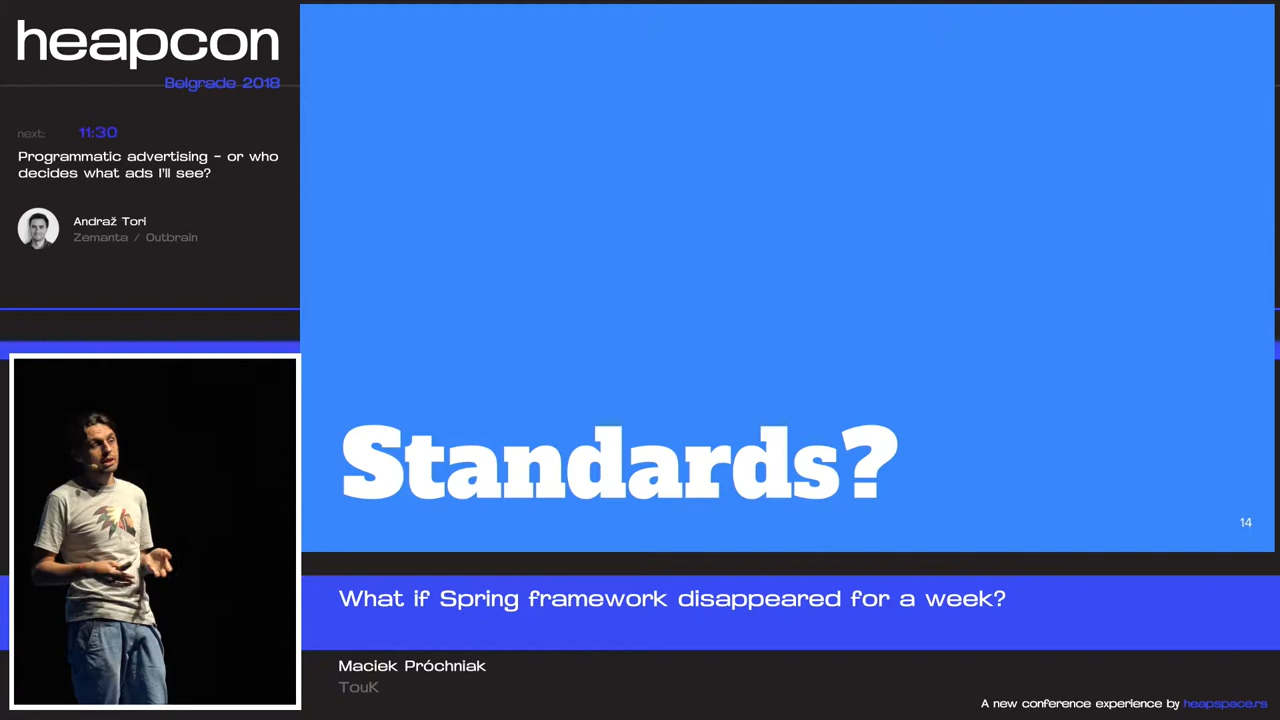 heapcon
Belgrade 2018
next: 11:30
Programmatic advertising - or who
decides what ads I'll see?
Andraž Tori
Zemanta / Outbrain
Standards?
14
What if Spring framework disappeared for a week?
Maciek Próchniak
TouK
A new conference experience by heapspace.rs